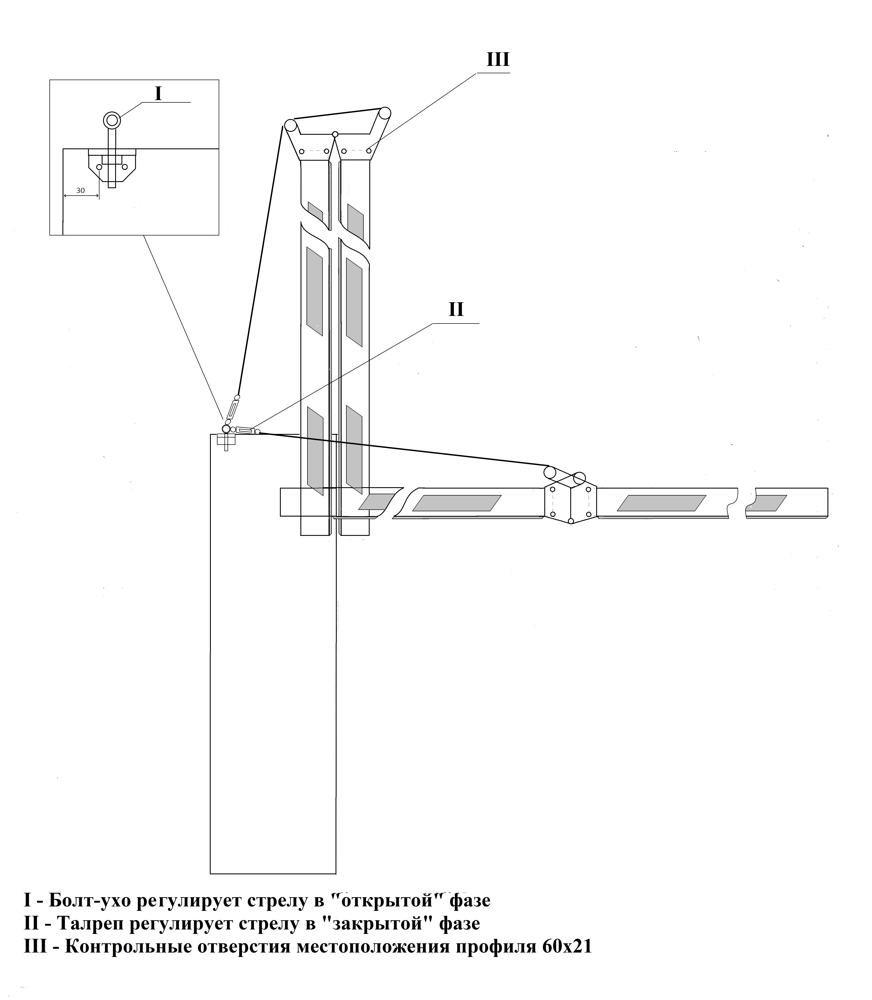 III
I
30
II
I - Болт-ухо регулирует стрелу в "открытой" фазе
II - Талреп регулирует стрелу в "закрытой" фазе
III - Контрольные отверстия местоположения профиля 60х21